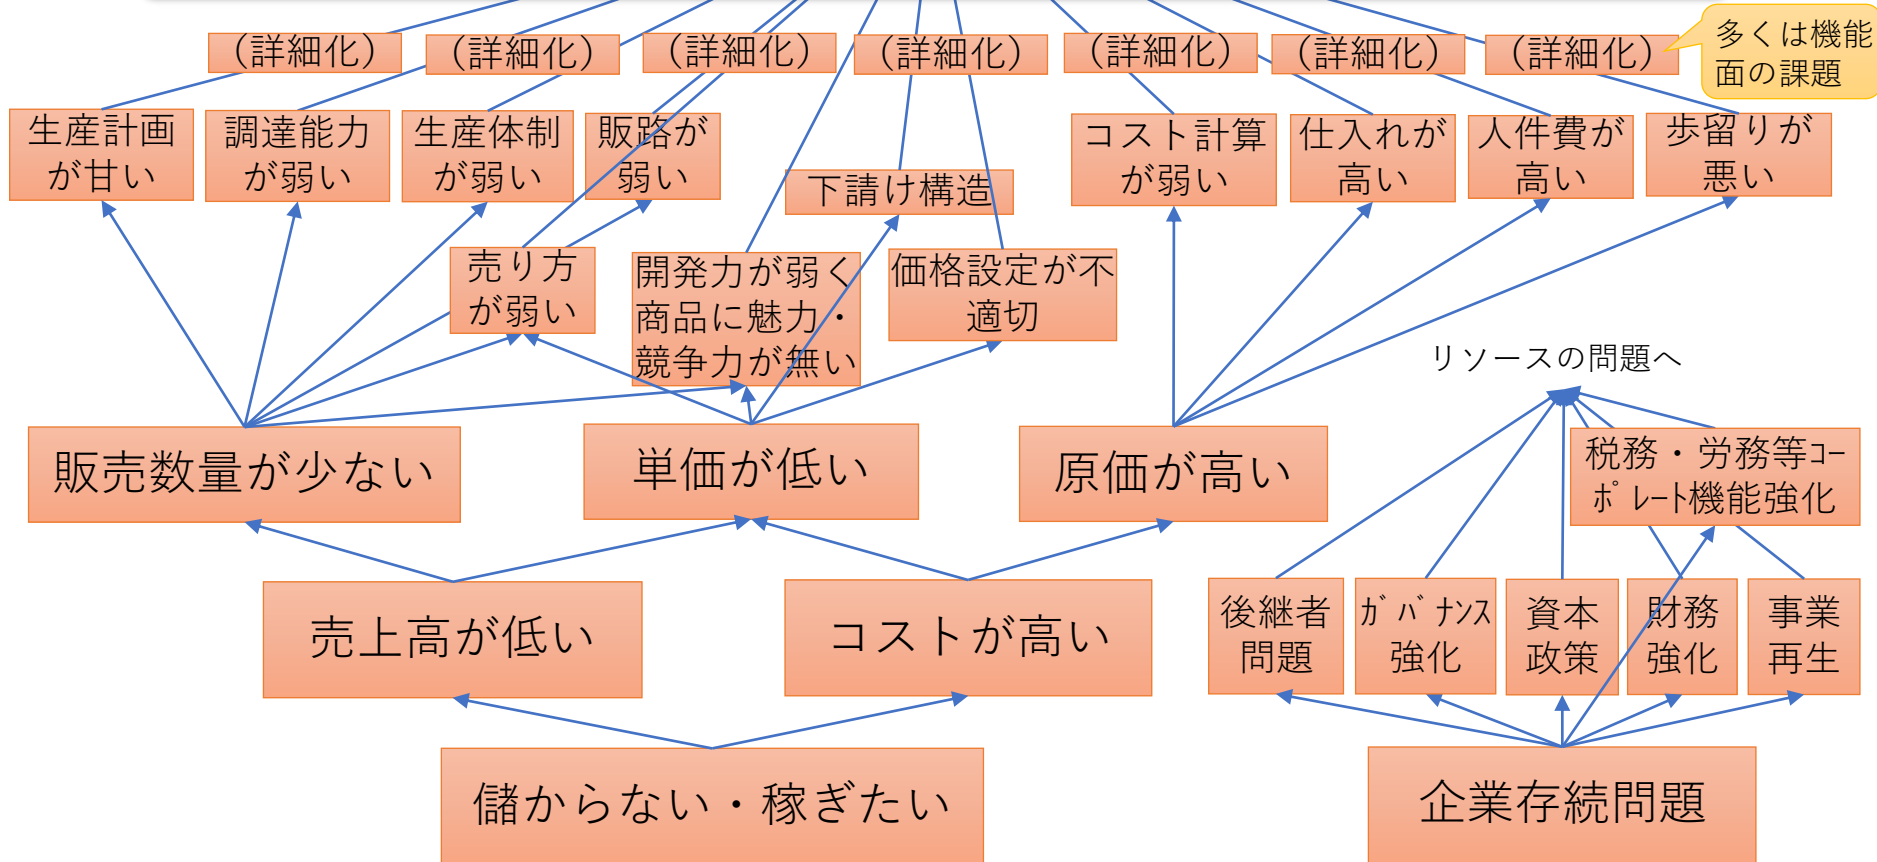 (詳細化)
(詳細化)
(詳細化)
(詳細化)
(詳細化)
(詳細化)
(詳細化)
多くは機能
面の課題
生産計画
が甘い
調達能力
が弱い
生産体制
が弱い
販路が
弱い
下請け構造
コスト計算
が弱い
仕入れが
高い
人件費が
高い
歩留りが
悪い
売り方
が弱い
開発力が弱く
商品に魅力・
競争力が無い
価格設定が不
適切
リソースの問題へ
販売数量が少ない
単価が低い
原価が高い
税務・労務等ｺｰ
ﾎﾟﾚｰﾄ機能強化
売上高が低い
コストが高い
後継者
問題
ｶﾞﾊﾞﾅﾝｽ
強化
資本
政策
財務
強化
事業
再生
儲からない・稼ぎたい
企業存続問題